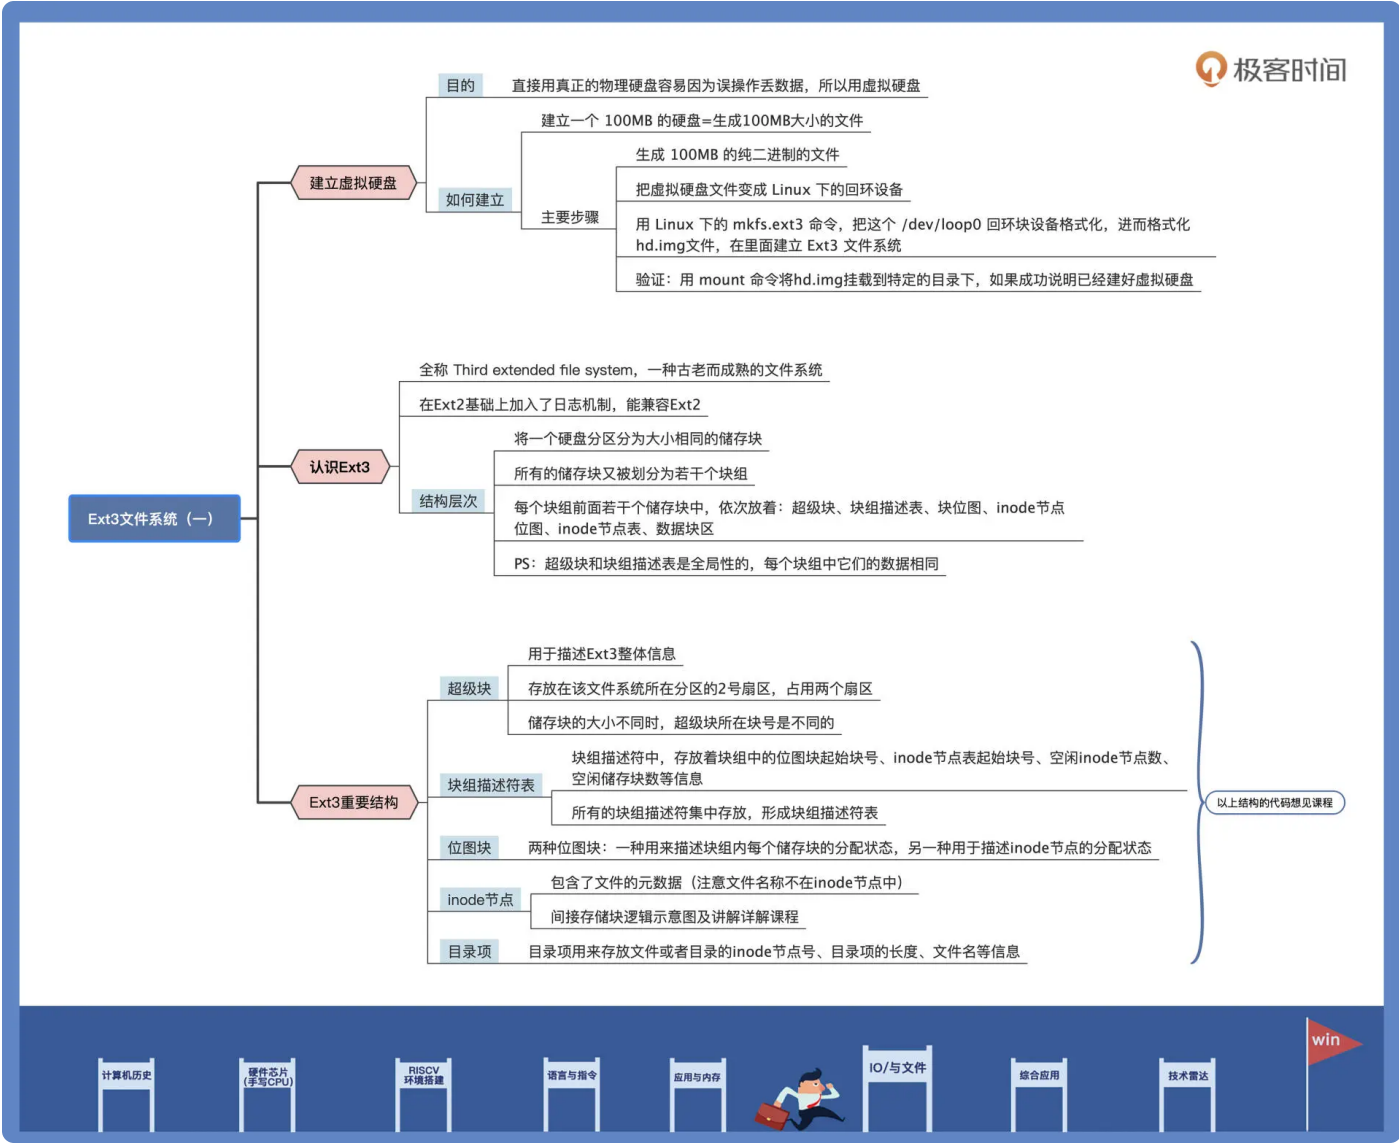 极客时间
Ext3文件系统（一）
建立虚拟硬盘
目的
直接用真正的物理硬盘容易因为误操作丢数据，所以用虚拟硬盘
如何建立
建立一个 100MB 的硬盘=生成100MB大小的文件
主要步骤
生成 100MB 的纯二进制的文件
把虚拟硬盘文件变成 Linux 下的回环设备
用 Linux 下的 mkfs.ext3 命令，把这个 /dev/loop0 回环块设备格式化，进而格式化
hd.img文件，在里面建立 Ext3 文件系统
验证：用 mount 命令将hd.img挂载到特定的目录下，如果成功说明已经建好虚拟硬盘
认识Ext3
全称 Third extended file system，一种古老而成熟的文件系统
在Ext2基础上加入了日志机制，能兼容Ext2
结构层次
将一个硬盘分区分为大小相同的储存块
所有的储存块又被划分为若干个块组
每个块组前面若干个储存块中，依次放着：超级块、块组描述表、块位图、inode节点
位图、inode节点表、数据块区
PS：超级块和块组描述表是全局性的，每个块组中它们的数据相同
Ext3重要结构
超级块
用于描述Ext3整体信息
存放在该文件系统所在分区的2号扇区，占用两个扇区
储存块的大小不同时，超级块所在块号是不同的
块组描述符表
块组描述符中，存放着块组中的位图块起始块号、inode节点表起始块号、空闲inode节点数、
空闲储存块数等信息
所有的块组描述符集中存放，形成块组描述符表
位图块
两种位图块：一种用来描述块组内每个储存块的分配状态，另一种用于描述inode节点的分配状态
inode节点
包含了文件的元数据（注意文件名称不在inode节点中）
间接存储块逻辑示意图及讲解详解课程
目录项
目录项用来存放文件或者目录的inode节点号、目录项的长度、文件名等信息
以上结构的代码想见课程
计算机历史
硬件芯片
(手写CPU)
RISCV
环境搭建
语言与指令
应用与内存
IO/与文件
综合应用
技术雷达
win